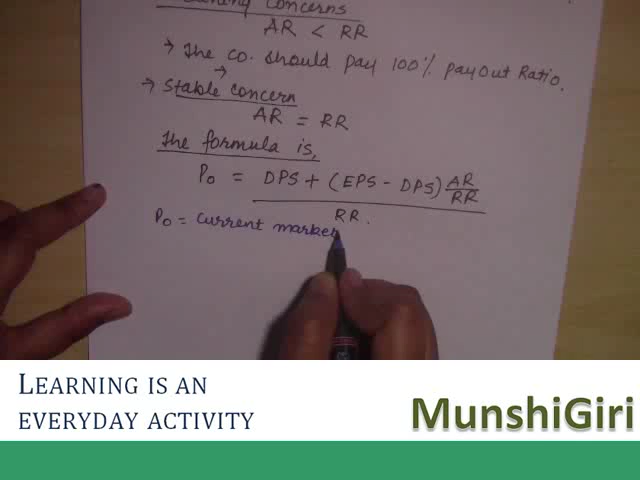 Concerns
AR < RR
→ The co. should pay 100% payout Ratio.
→ Stable concern
AR = RR
The formula is,
P₀ = DPS + (EPS - DPS) AR/RR
RR.
P₀ = current market
LEARNING IS AN
EVERYDAY ACTIVITY
MunshiGiri